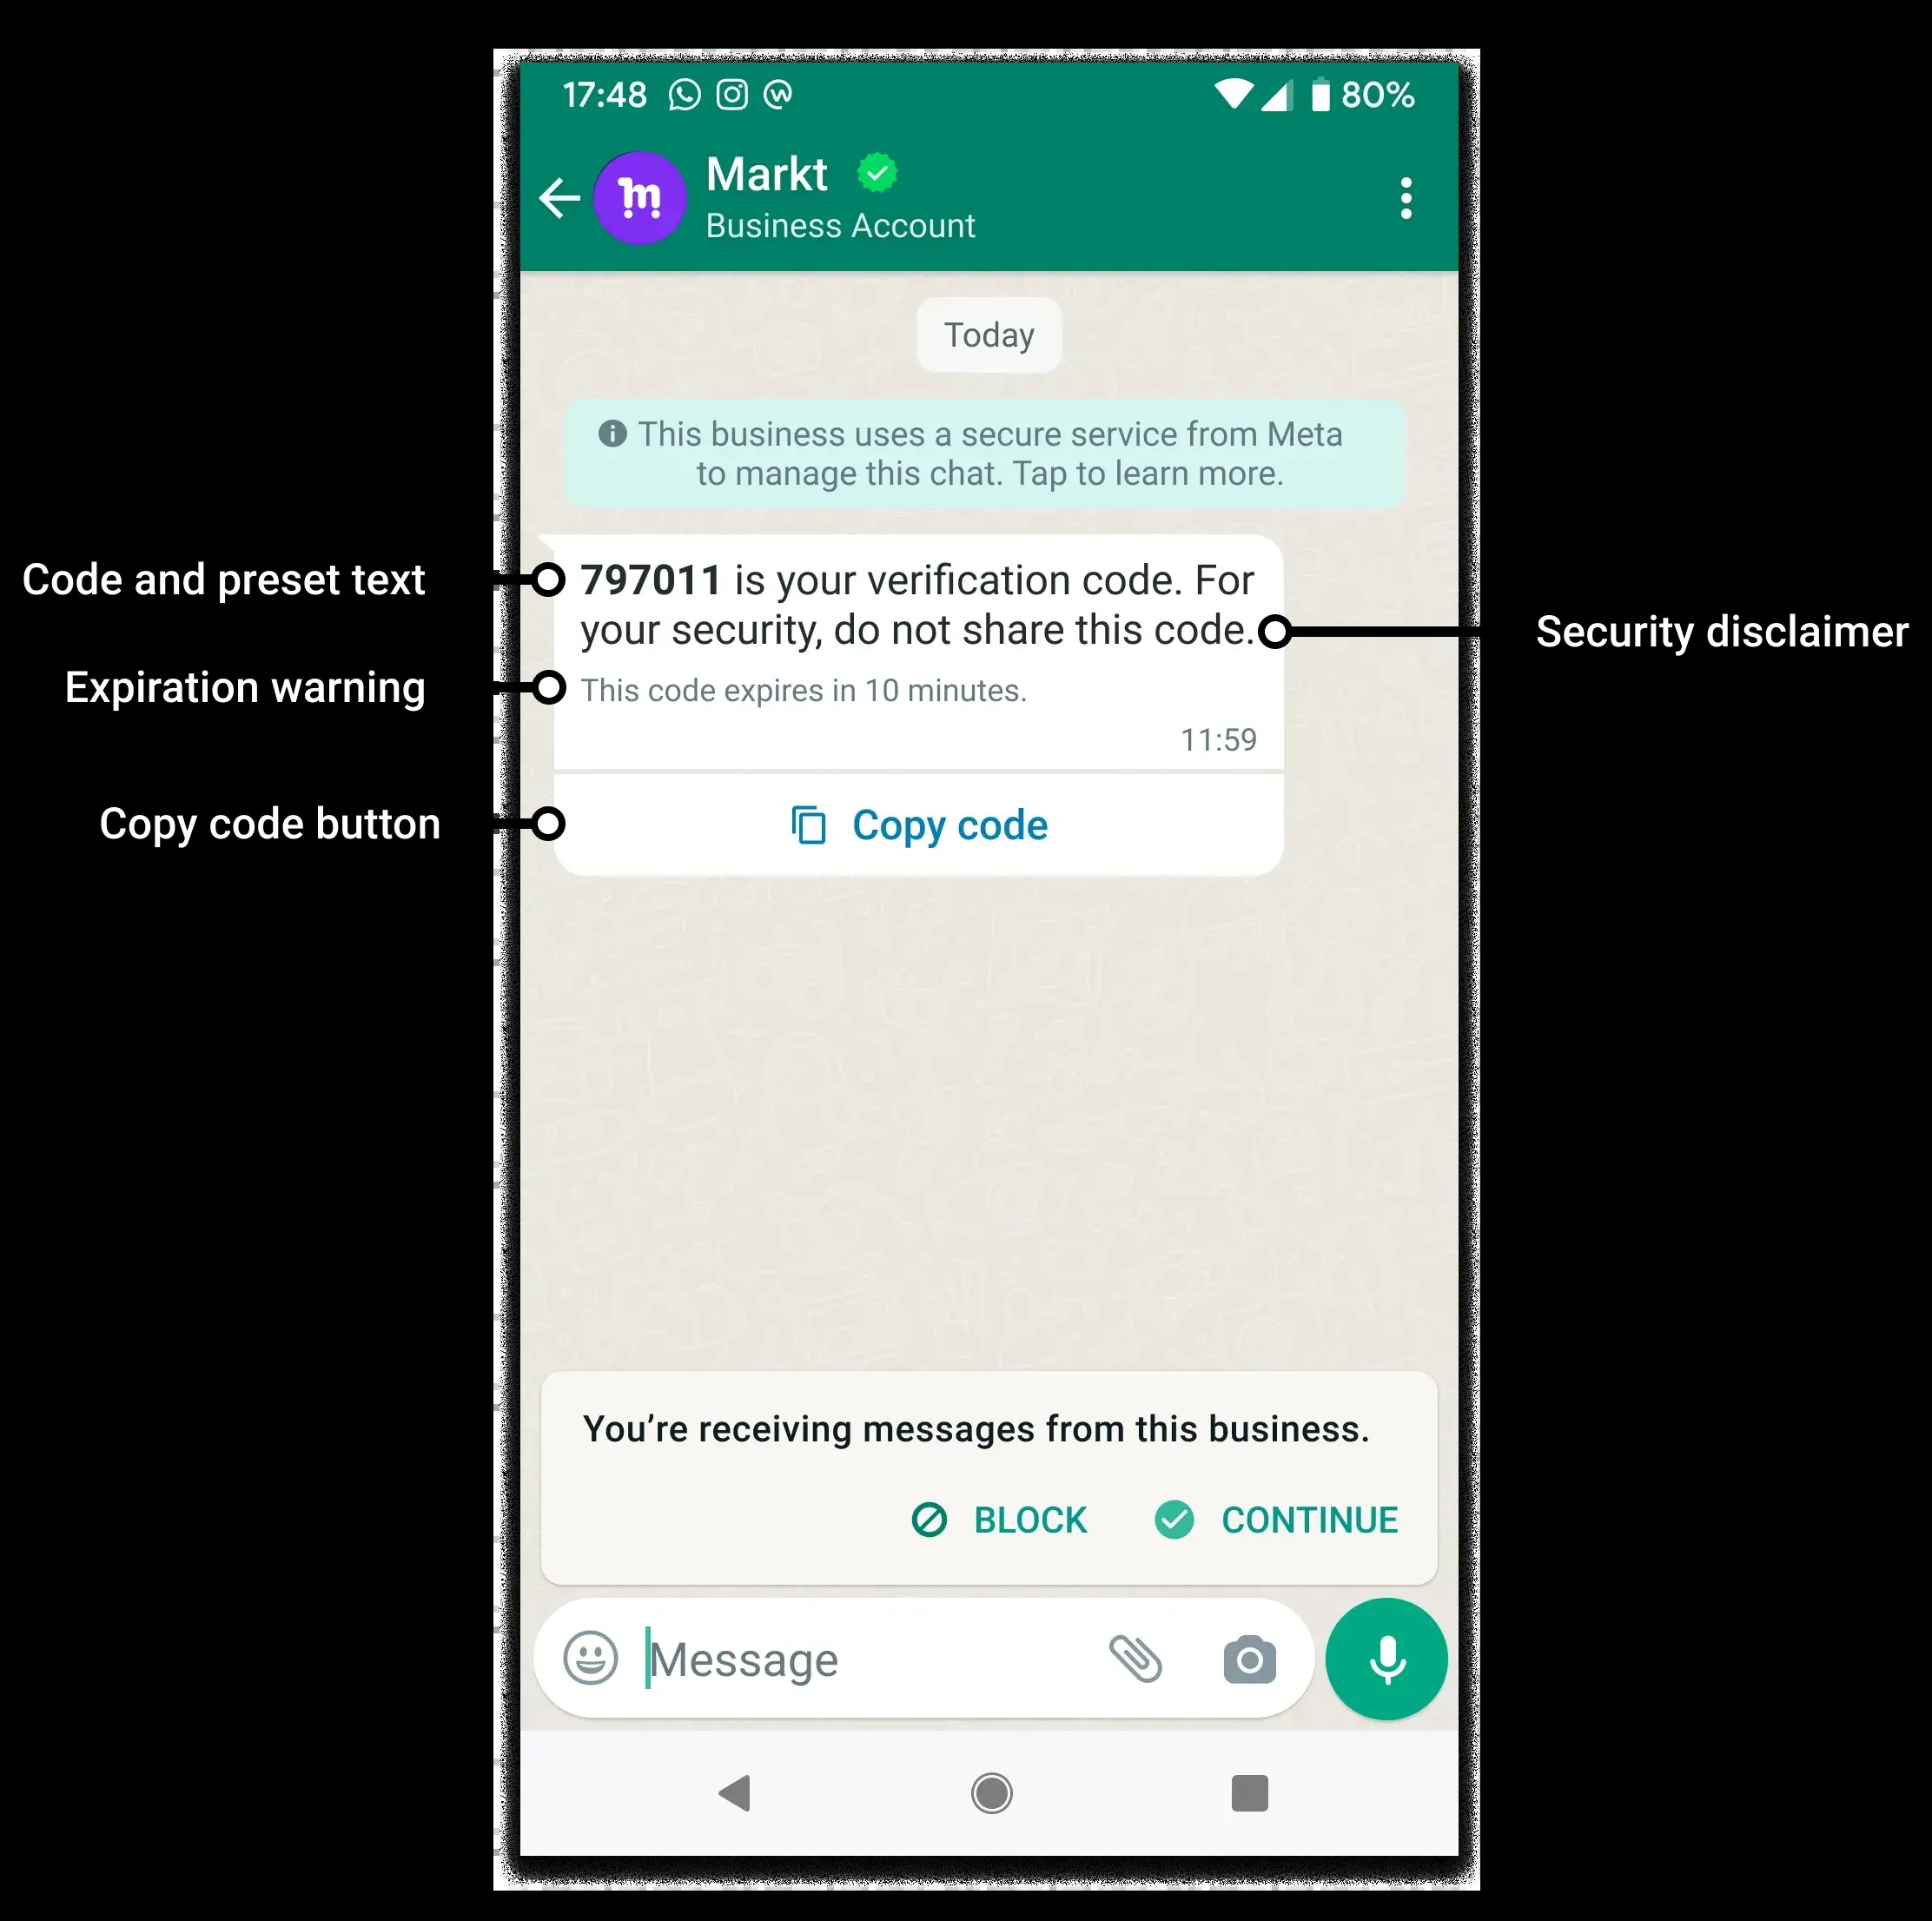 17:48
80%
Markt
Business Account
Today
This business uses a secure service from Meta
to manage this chat. Tap to learn more.
Code and preset text
797011 is your verification code. For
your security, do not share this code.
Security disclaimer
Expiration warning
This code expires in 10 minutes.
11:59
Copy code button
Copy code
You’re receiving messages from this business.
BLOCK
CONTINUE
Message